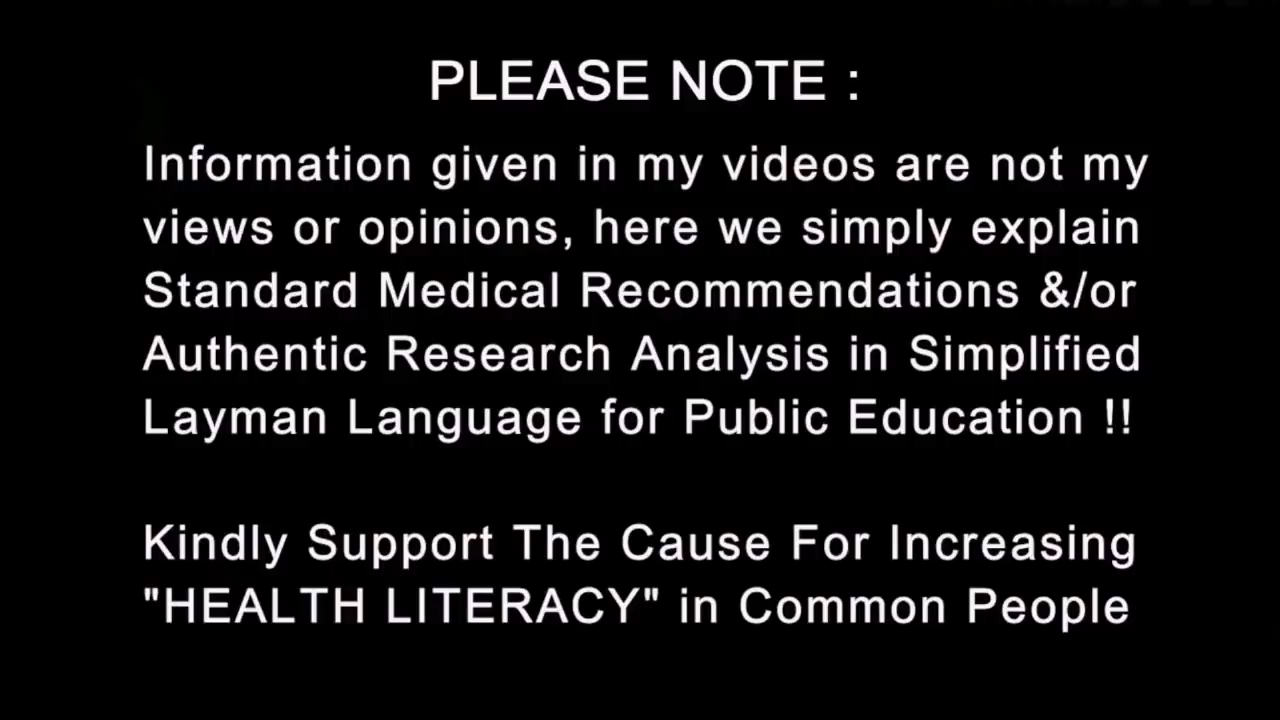 PLEASE NOTE :
Information given in my videos are not my
views or opinions, here we simply explain
Standard Medical Recommendations &/or
Authentic Research Analysis in Simplified
Layman Language for Public Education !!
Kindly Support The Cause For Increasing
"HEALTH LITERACY" in Common People